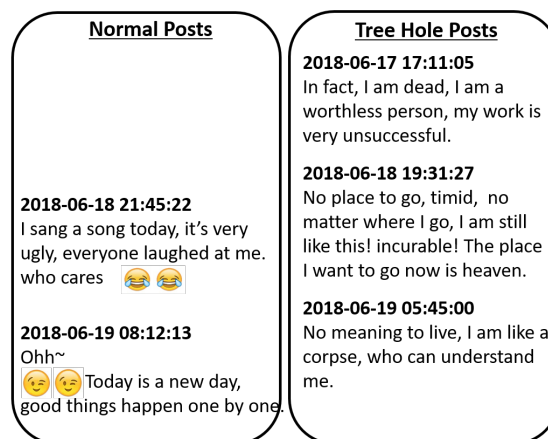 Normal Posts
2018-06-18 21:45:22
I sang a song today, it's very
ugly, everyone laughed at me.
who cares 😂 😂
2018-06-19 08:12:13
Ohh~
😉 😉 Today is a new day,
good things happen one by one.
Tree Hole Posts
2018-06-17 17:11:05
In fact, I am dead, I am a
worthless person, my work is
very unsuccessful.
2018-06-18 19:31:27
No place to go, timid, no
matter where I go, I am still
like this! incurable! The place
I want to go now is heaven.
2018-06-19 05:45:00
No meaning to live, I am like a
corpse, who can understand
me.